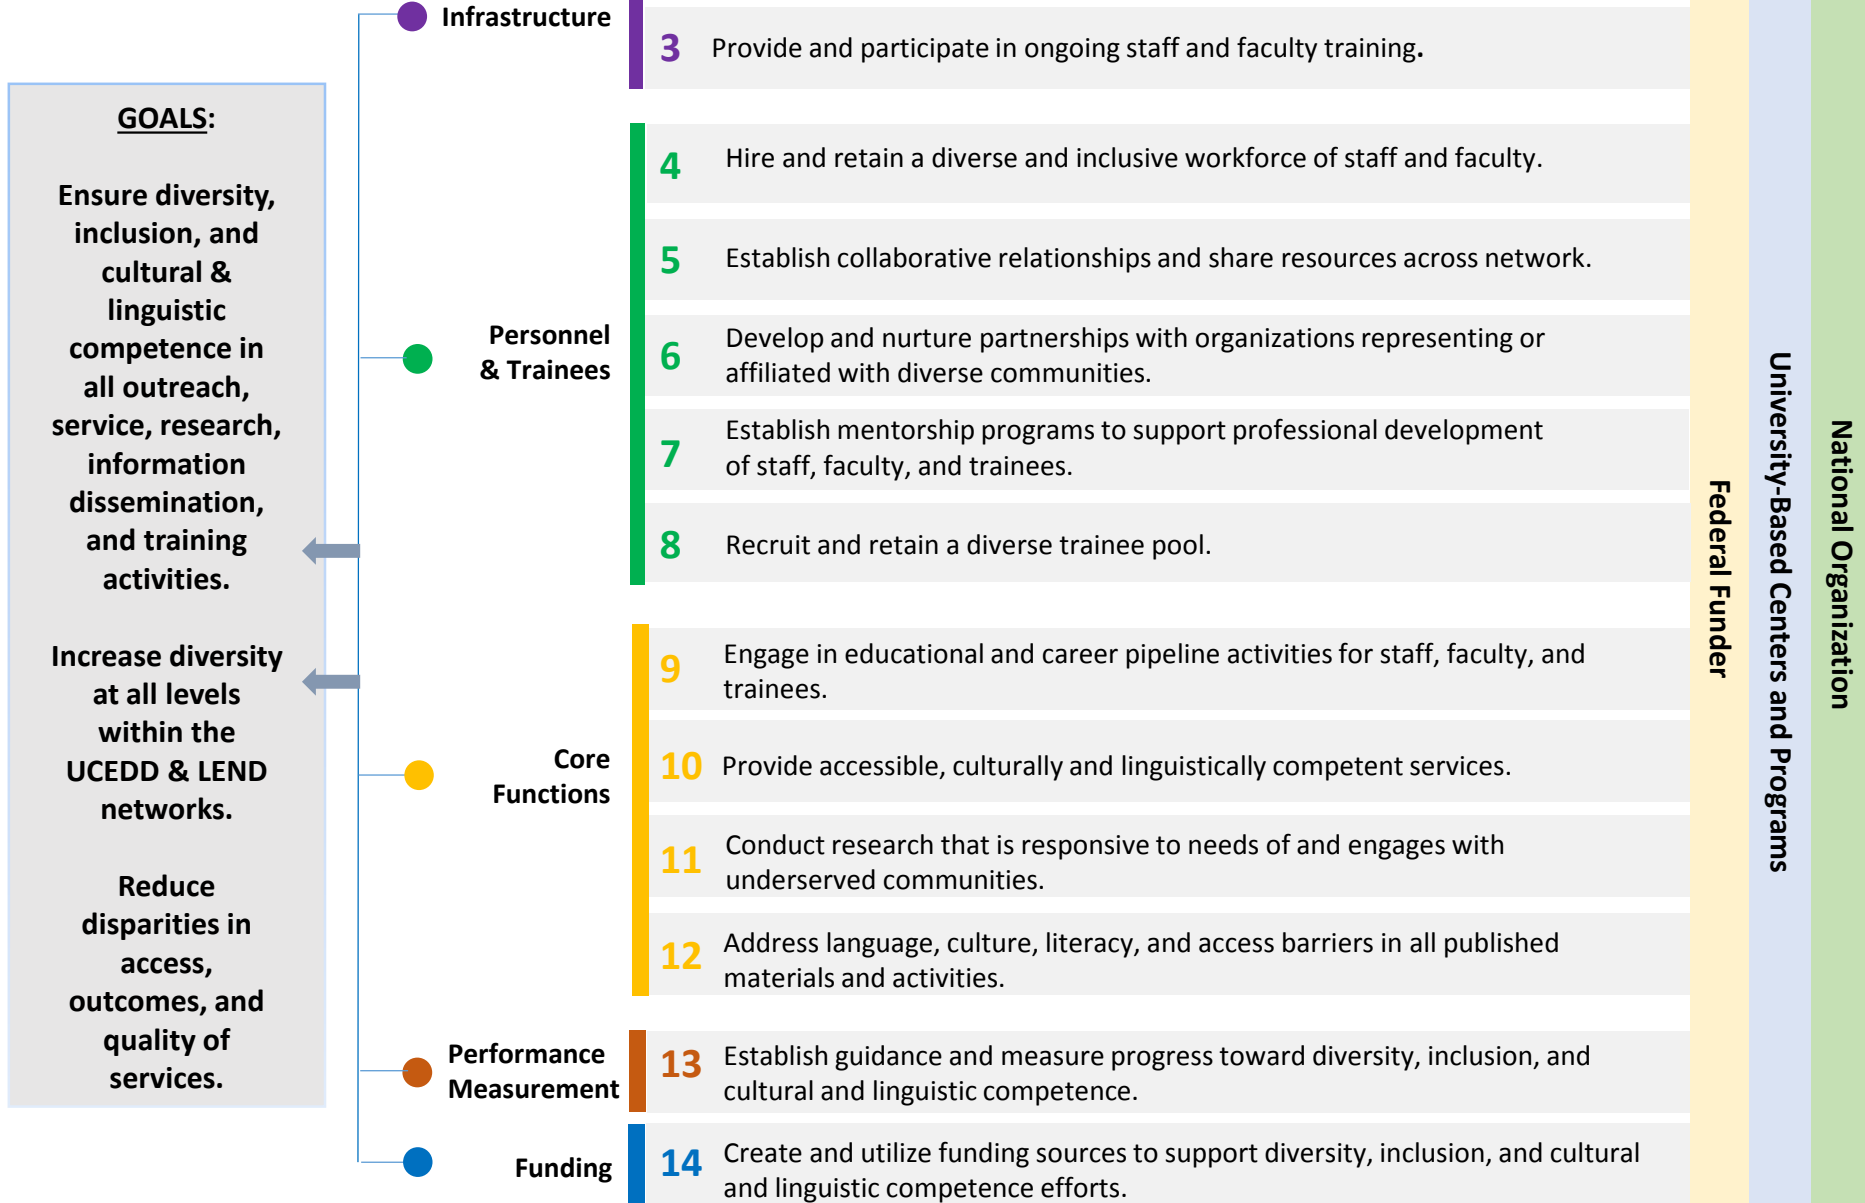 GOALS:
Ensure diversity,
inclusion, and
cultural &
linguistic
competence in
all outreach,
service, research,
information
dissemination,
and training
activities.
Increase diversity
at all levels
within the
UCEDD & LEND
networks.
Reduce
disparities in
access,
outcomes, and
quality of
services.
Infrastructure
3 Provide and participate in ongoing staff and faculty training.
Personnel
& Trainees
4 Hire and retain a diverse and inclusive workforce of staff and faculty.
5 Establish collaborative relationships and share resources across network.
6 Develop and nurture partnerships with organizations representing or
affiliated with diverse communities.
7 Establish mentorship programs to support professional development
of staff, faculty, and trainees.
8 Recruit and retain a diverse trainee pool.
Core
Functions
9 Engage in educational and career pipeline activities for staff, faculty, and
trainees.
10 Provide accessible, culturally and linguistically competent services.
11 Conduct research that is responsive to needs of and engages with
underserved communities.
12 Address language, culture, literacy, and access barriers in all published
materials and activities.
Performance
Measurement
13 Establish guidance and measure progress toward diversity, inclusion, and
cultural and linguistic competence.
Funding
14 Create and utilize funding sources to support diversity, inclusion, and cultural
and linguistic competence efforts.
Federal Funder
University-Based Centers and Programs
National Organization